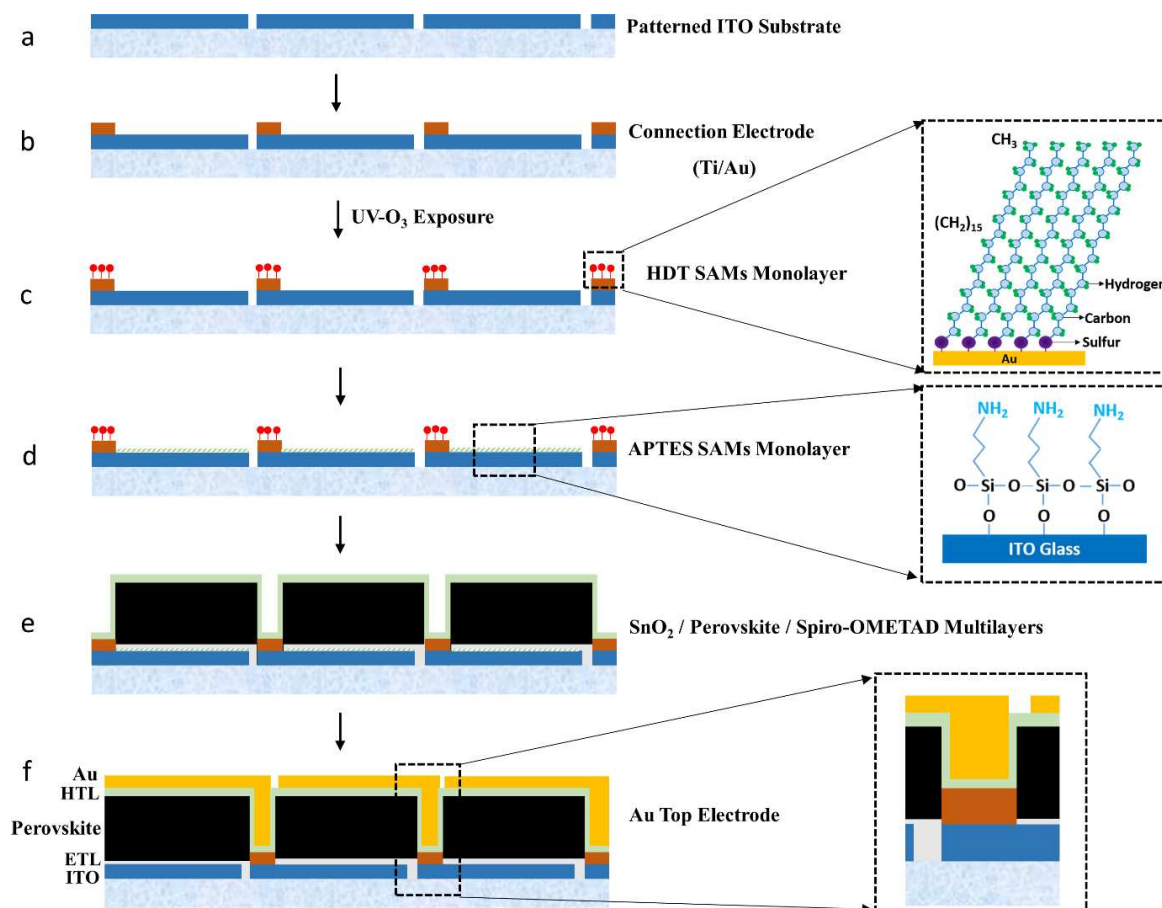 a
Patterned ITO Substrate
b
Connection Electrode
(Ti/Au)
UV-O₃ Exposure
c
HDT SAMs Monolayer
CH₃
(CH₂)₁₅
Hydrogen
Carbon
Sulfur
Au
d
APTES SAMs Monolayer
NH₂ NH₂ NH₂
O Si O Si O Si O
O O O
ITO Glass
e
SnO₂ / Perovskite / Spiro-OMETAD Multilayers
f
Au
HTL
Perovskite
ETL
ITO
Au Top Electrode